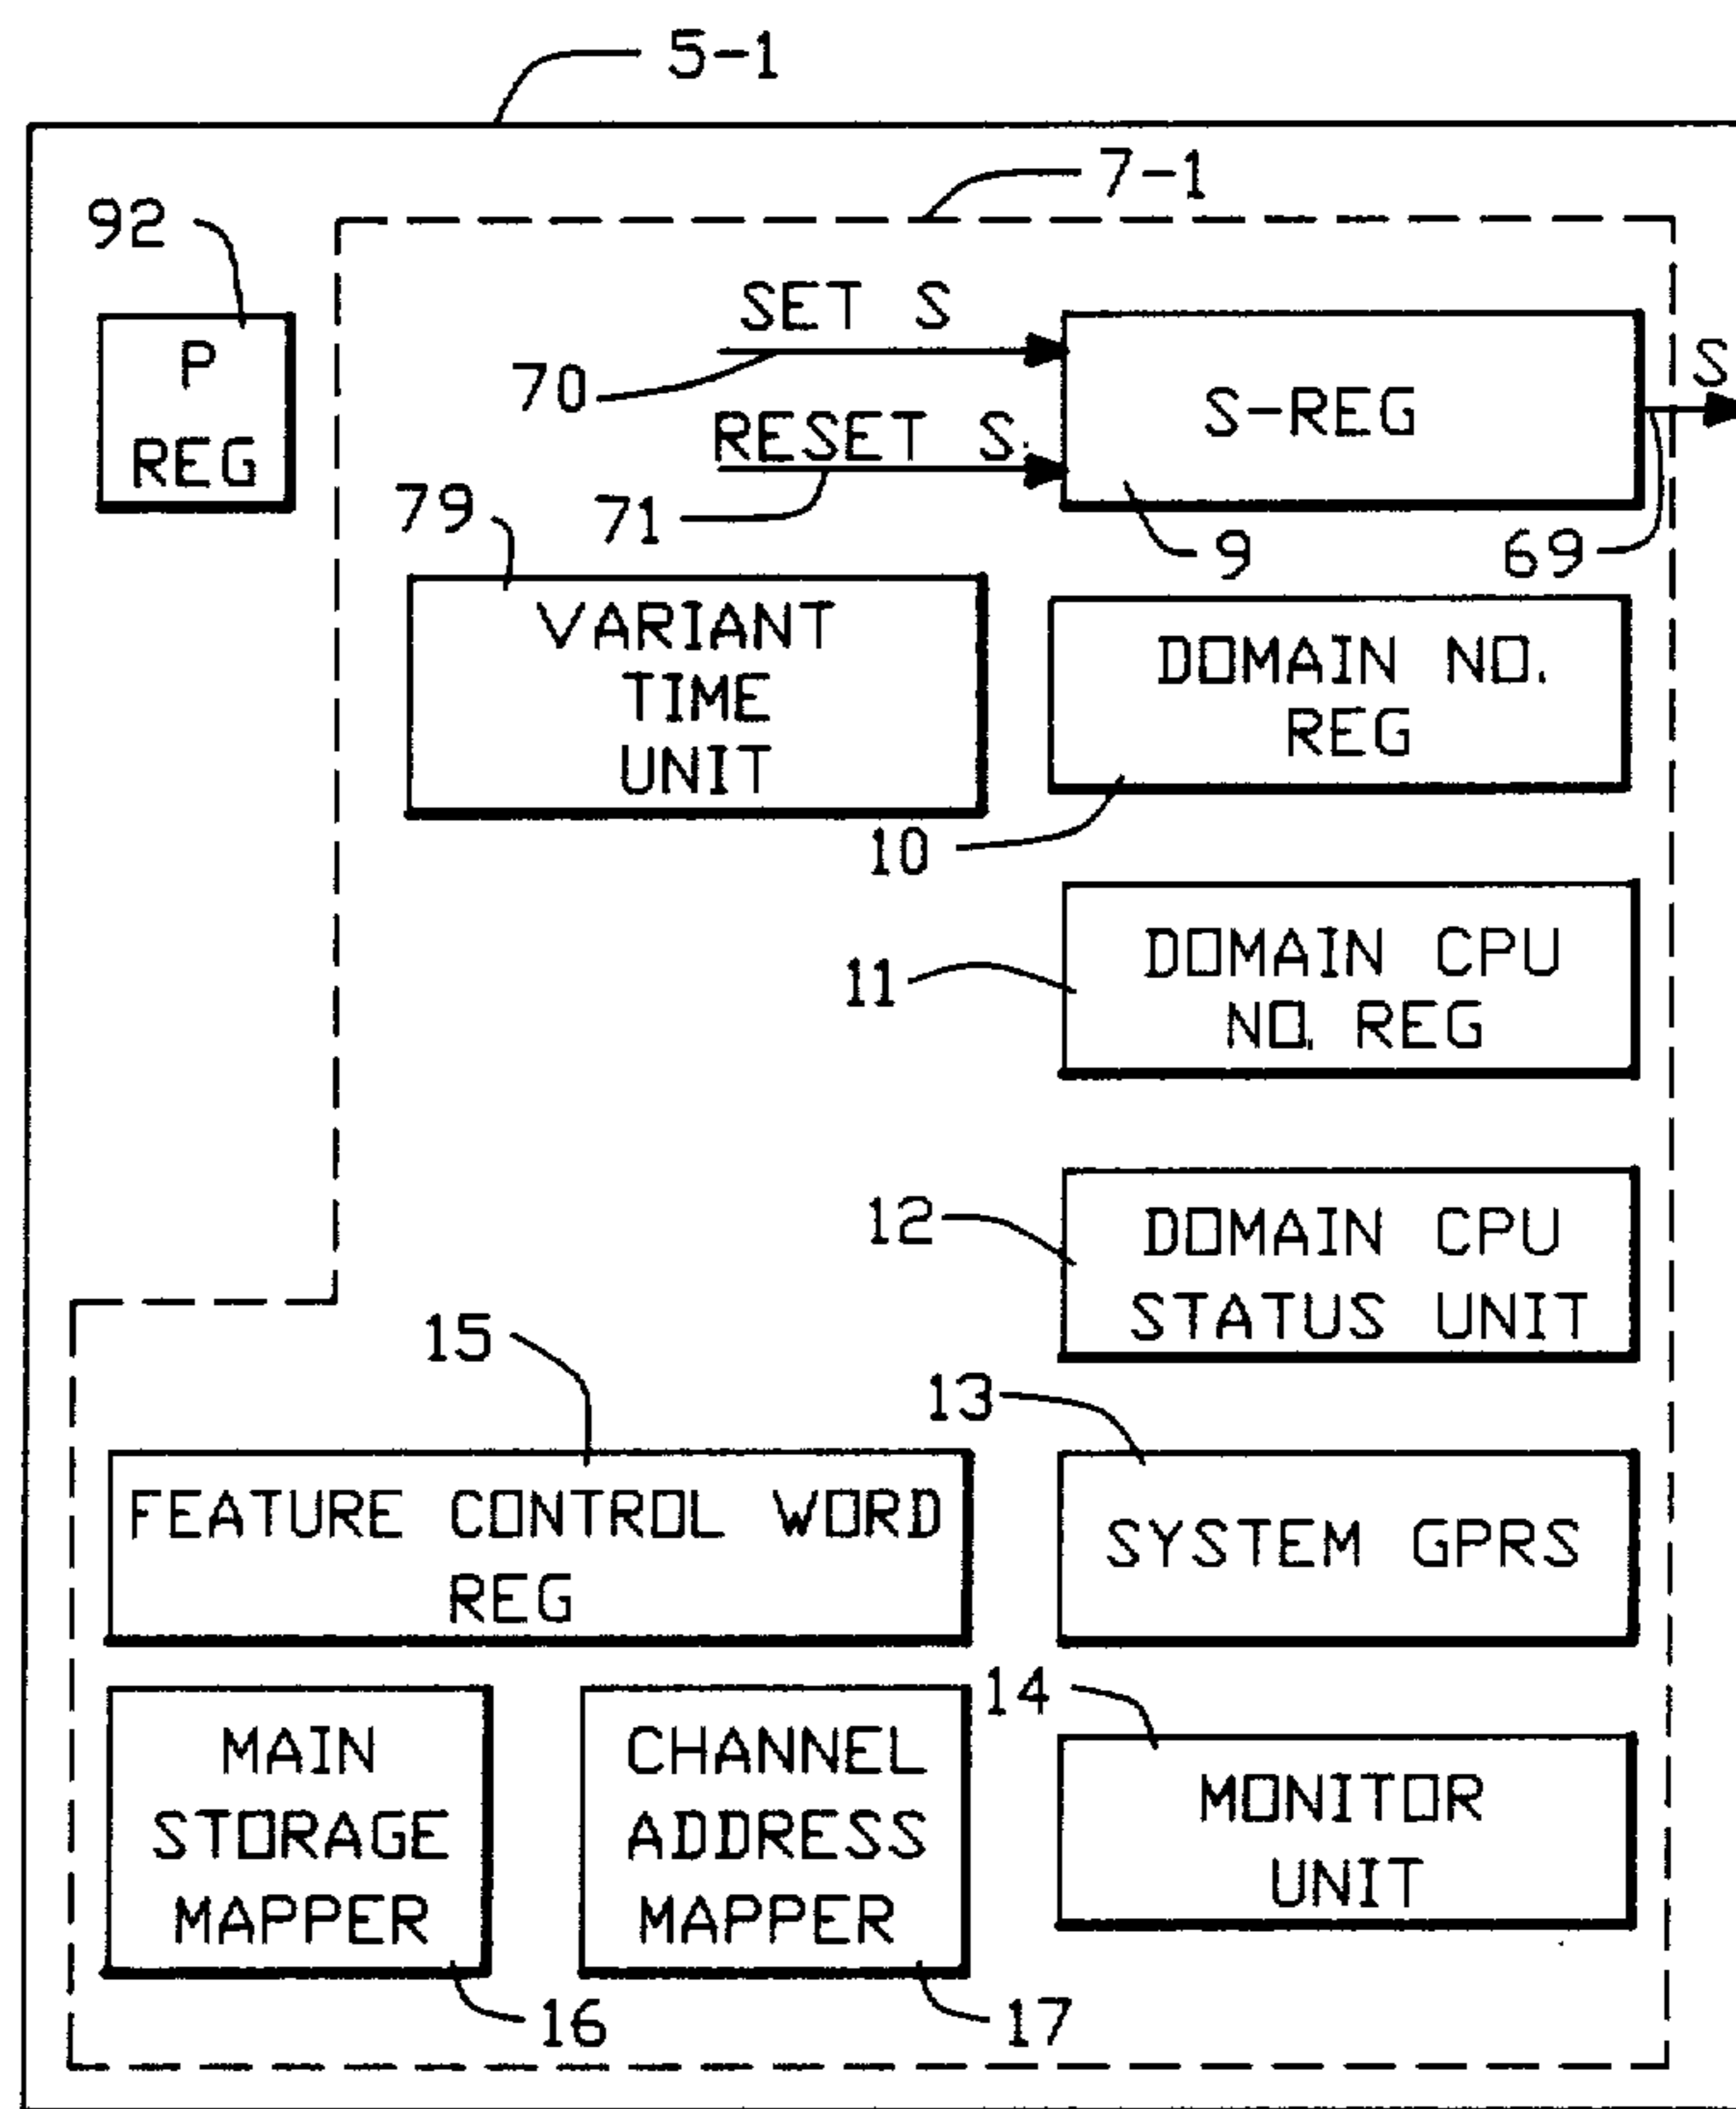 5-1
7-1
92
P
REG
SET S
70
RESET S
71
S-REG
S
9
69
79
VARIANT
TIME
UNIT
DOMAIN NO.
REG
10
11
DOMAIN CPU
NO. REG
12
DOMAIN CPU
STATUS UNIT
15
13
FEATURE CONTROL WORD
REG
SYSTEM GPRS
14
MAIN
STORAGE
MAPPER
CHANNEL
ADDRESS
MAPPER
MONITOR
UNIT
16
17